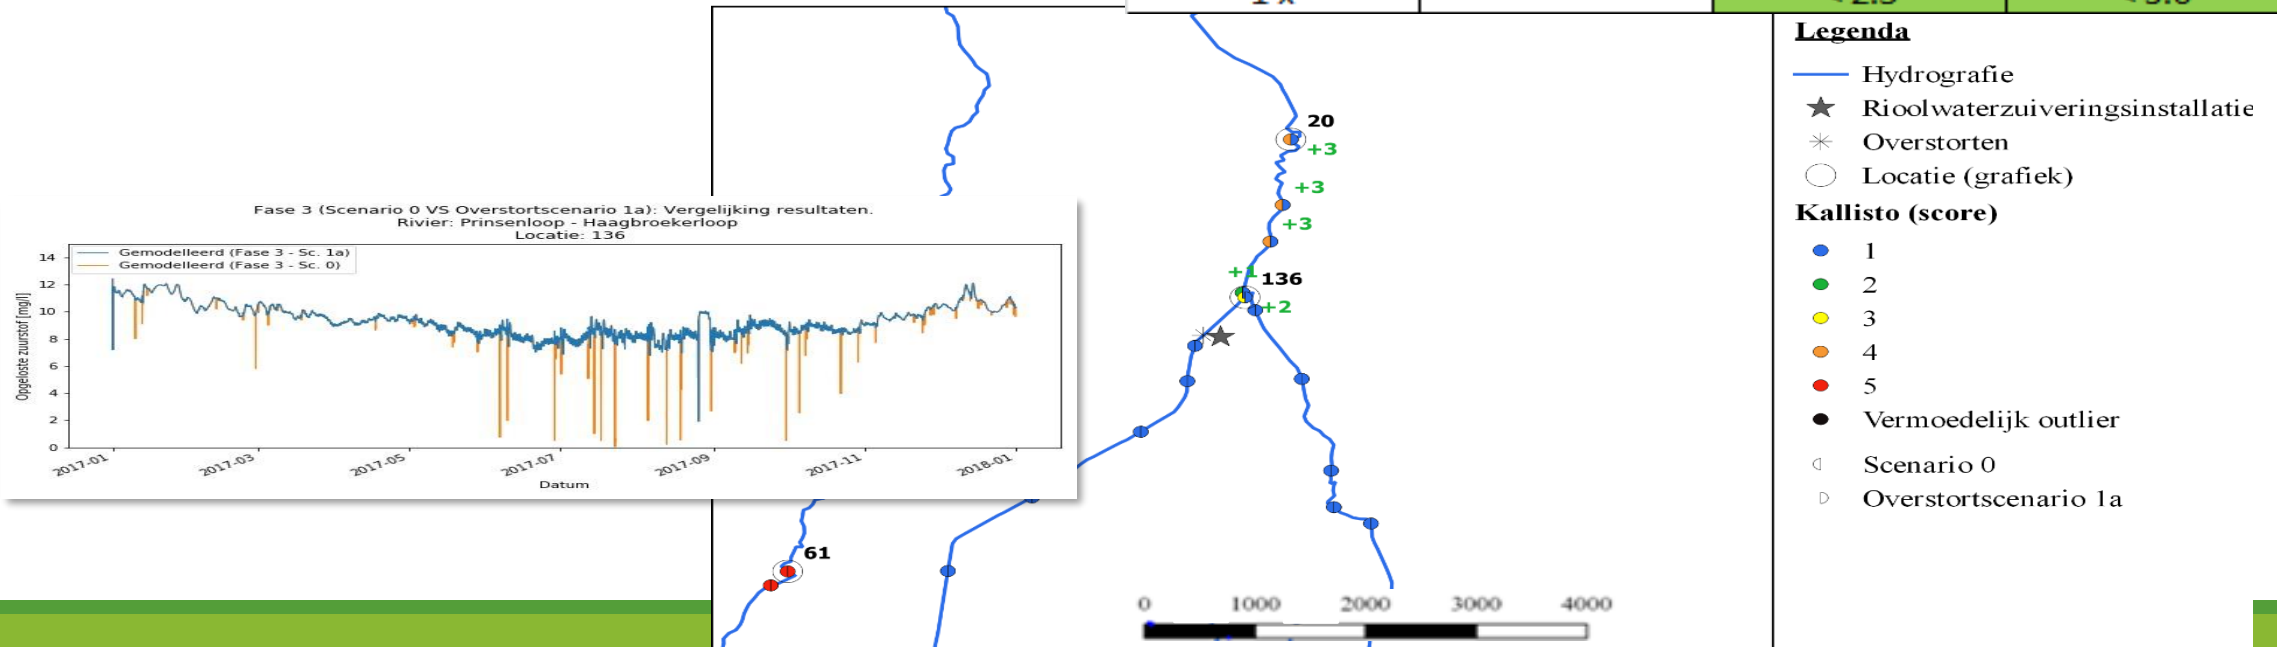 Fase 3 (Scenario 0 VS Overstortscenario 1a): Vergelijking resultaten.
Rivier: Prinsenloop - Haagbroekerloop
Locatie: 136
Gemodelleerd (Fase 3 - Sc. 1a)
Gemodelleerd (Fase 3 - Sc. 0)
Opgeloste zuurstof [mg/l]
14
12
10
8
6
4
2
0
2017-01
2017-03
2017-05
2017-07
2017-09
2017-11
2018-01
Datum
20
+3
+3
+3
+1
136
+2
61
0 1000 2000 3000 4000
Legenda
Hydrografie
Rioolwaterzuiveringsinstallatie
Overstorten
Locatie (grafiek)
Kallisto (score)
1
2
3
4
5
Vermoedelijk outlier
Scenario 0
Overstortscenario 1a